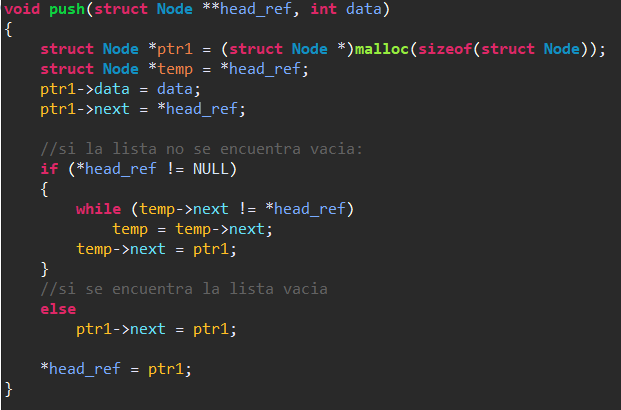 void push(struct Node **head_ref, int data)
{
    struct Node *ptr1 = (struct Node *)malloc(sizeof(struct Node));
    struct Node *temp = *head_ref;
    ptr1->data = data;
    ptr1->next = *head_ref;

    //si la lista no se encuentra vacia:
    if (*head_ref != NULL)
    {
        while (temp->next != *head_ref)
            temp = temp->next;
        temp->next = ptr1;
    }
    //si se encuentra la lista vacia
    else
        ptr1->next = ptr1;

    *head_ref = ptr1;
}